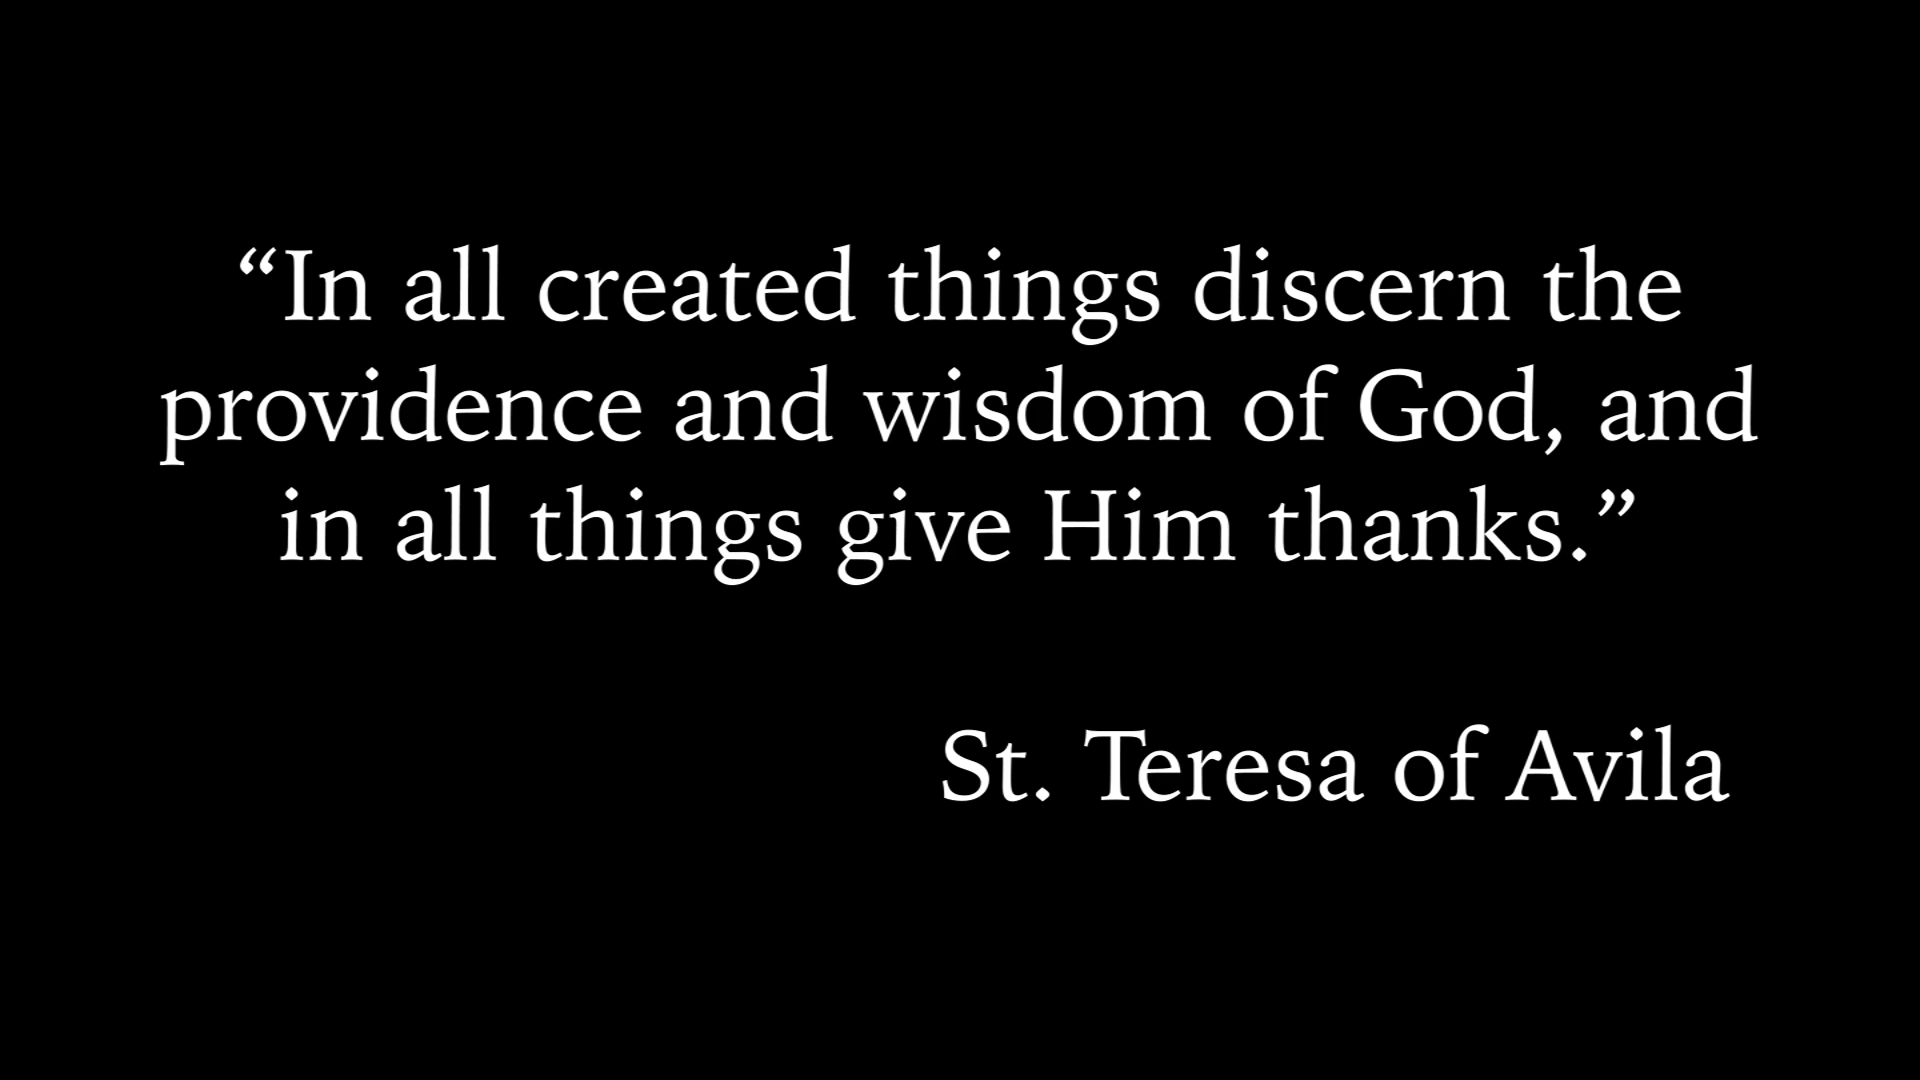 “In all created things discern the
providence and wisdom of God, and
in all things give Him thanks.”
St. Teresa of Avila